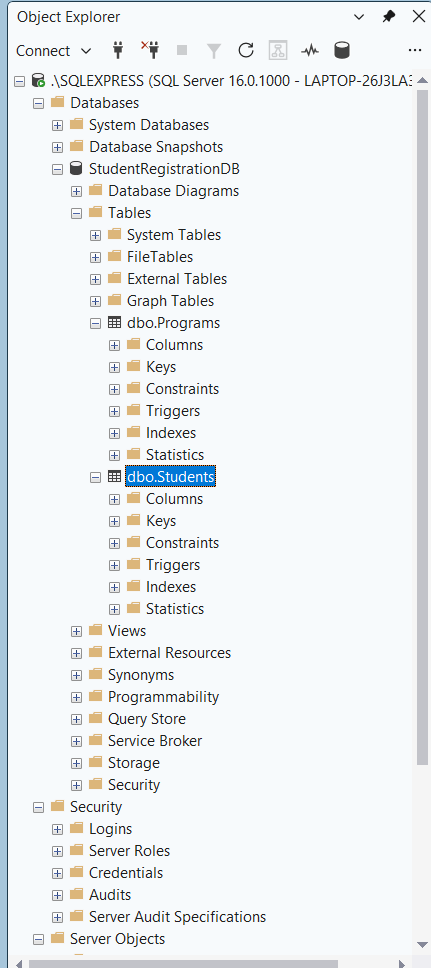 Object Explorer
Connect
.\SQLEXPRESS (SQL Server 16.0.1000 - LAPTOP-26J3LA3
Databases
System Databases
Database Snapshots
StudentRegistrationDB
Database Diagrams
Tables
System Tables
FileTables
External Tables
Graph Tables
dbo.Programs
Columns
Keys
Constraints
Triggers
Indexes
Statistics
dbo.Students
Columns
Keys
Constraints
Triggers
Indexes
Statistics
Views
External Resources
Synonyms
Programmability
Query Store
Service Broker
Storage
Security
Security
Logins
Server Roles
Credentials
Audits
Server Audit Specifications
Server Objects